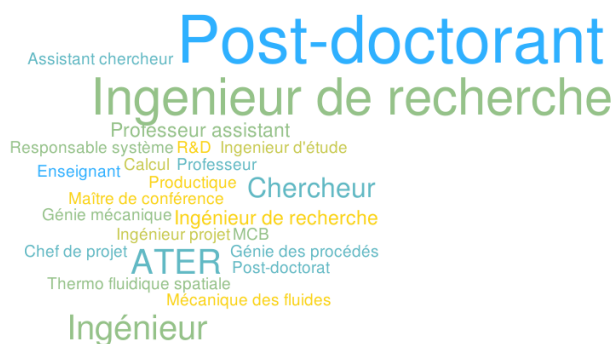 Post-doctorant
Assistant chercheur
Ingenieur de recherche
Professeur assistant
Responsable système R&D Ingenieur d'étude
Enseignant Calcul Professeur
Productique Chercheur
Maître de conférence
Génie mécanique Ingénieur de recherche
Ingénieur projet MCB
Chef de projet ATER Génie des procédés
Post-doctorat
Thermo fluidique spatiale
Mécanique des fluides
Ingénieur